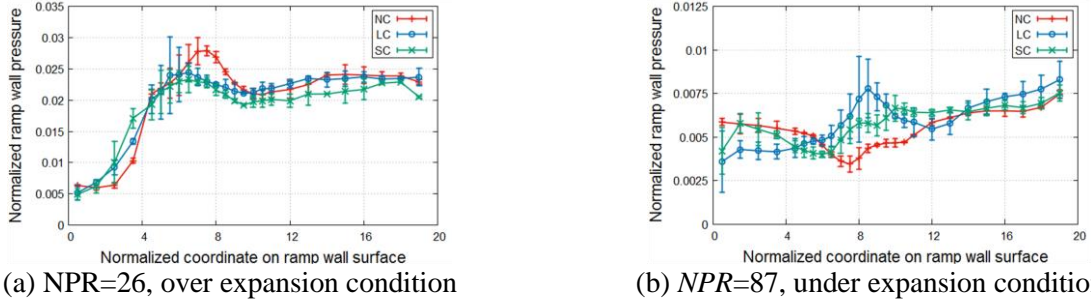 0.035
0.03
0.025
0.02
0.015
0.01
0.005
0
0 4 8 12 16 20
Normalized ramp wall pressure
Normalized coordinate on ramp wall surface
NC
LC
SC
(a) NPR=26, over expansion condition
0.0125
0.01
0.0075
0.005
0.0025
0
0 4 8 12 16 20
Normalized ramp wall pressure
Normalized coordinate on ramp wall surface
NC
LC
SC
(b) NPR=87, under expansion conditio